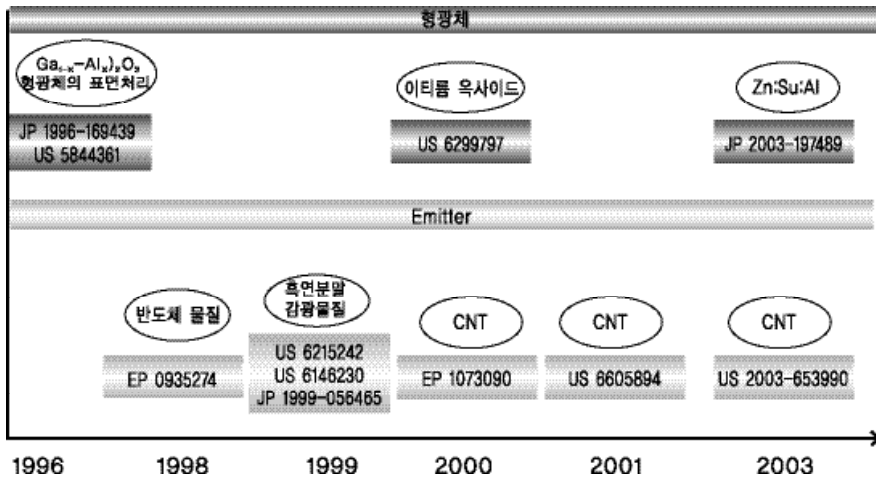 형광체
Ga₁₋ₓ-Alₓ)₂O₃
형광체의 표면처리
JP 1996-169439
US 5844361
이티륨 옥사이드
US 6299797
Zn:Su:Al
JP 2003-197489
Emitter
반도체 물질
EP 0935274
흑연분말
감광물질
US 6215242
US 6146230
JP 1999-056465
CNT
EP 1073090
CNT
US 6605894
CNT
US 2003-653990
1996
1998
1999
2000
2001
2003